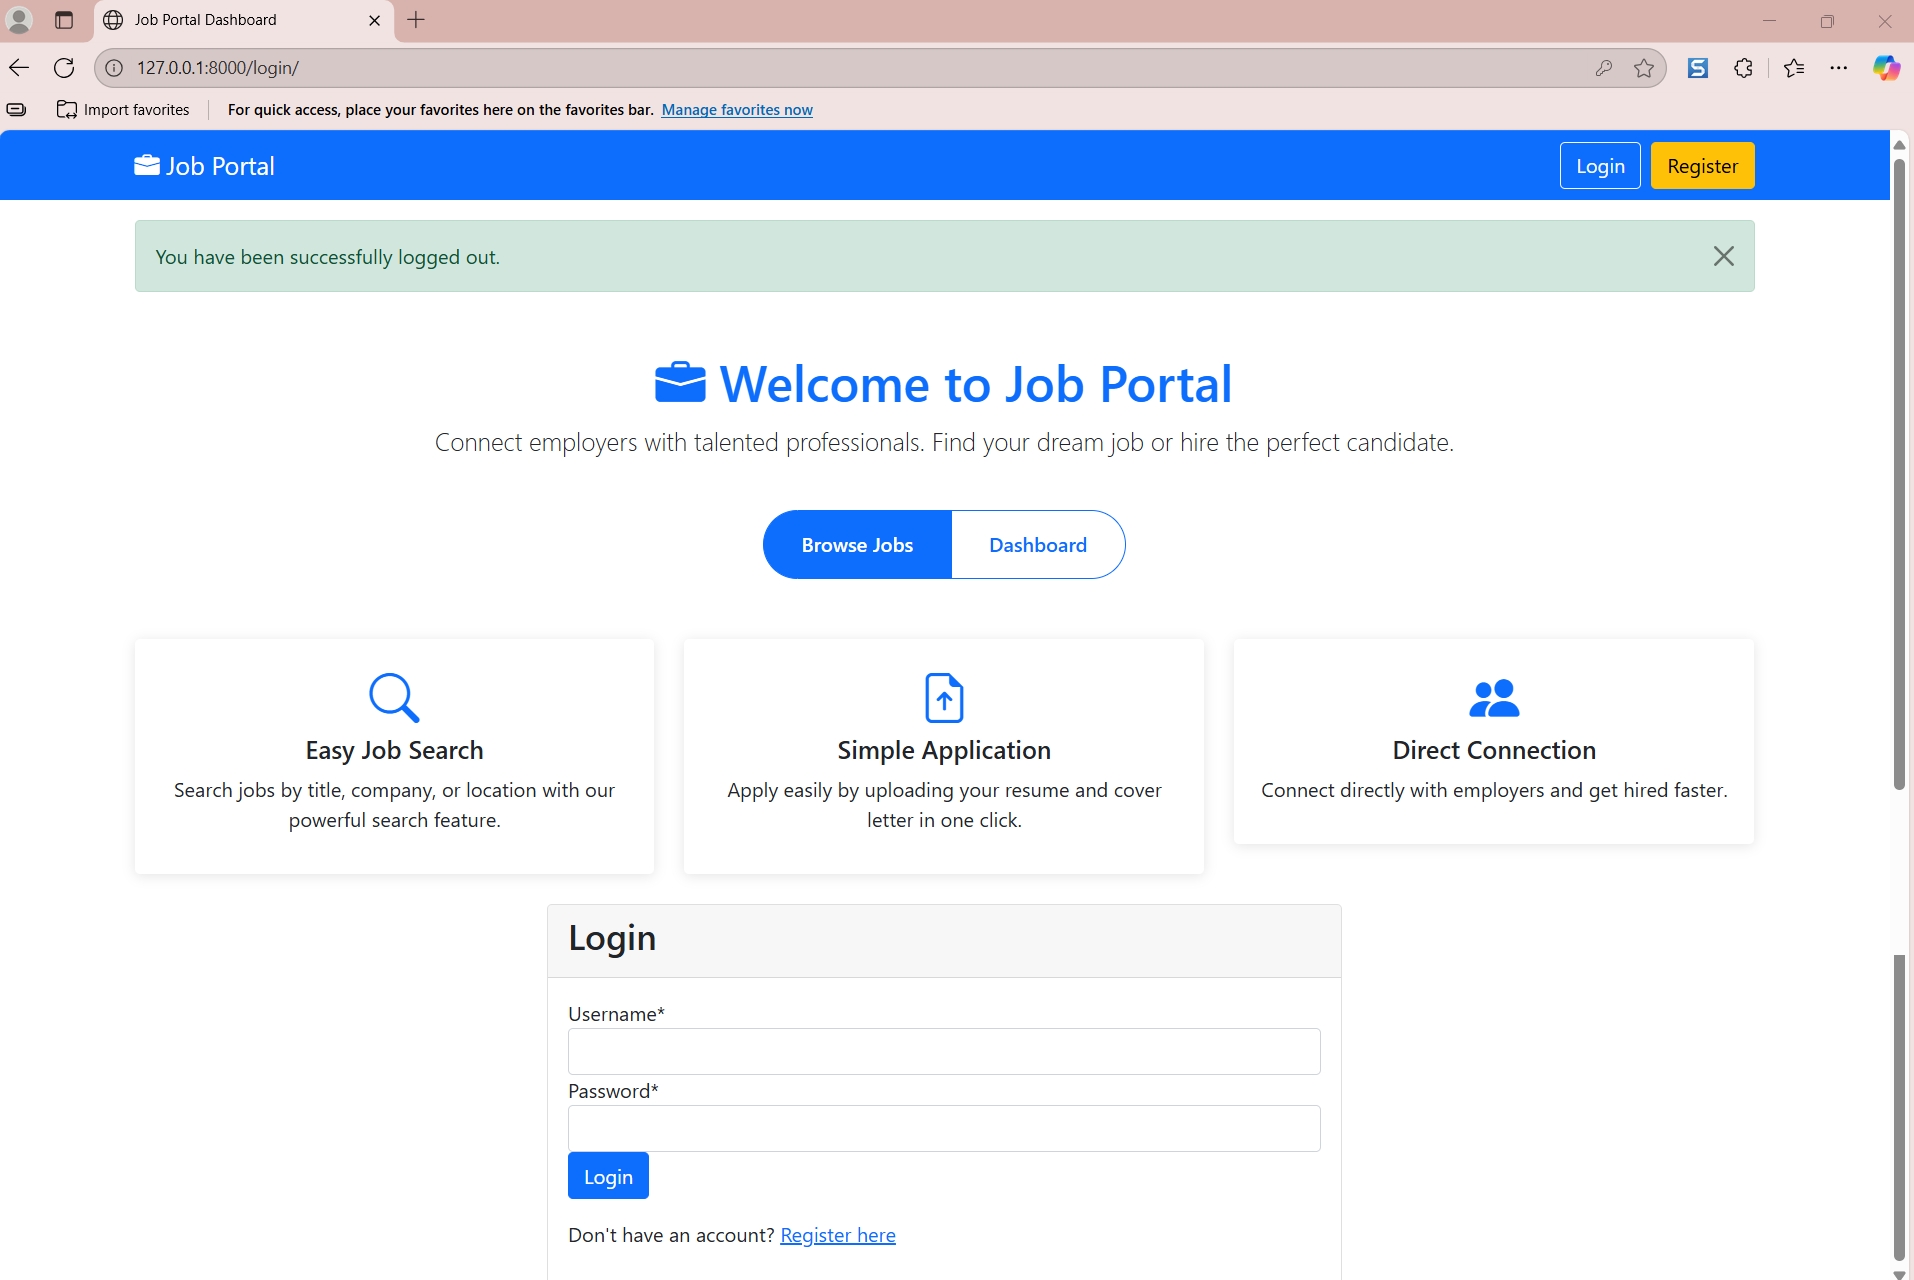 Job Portal Dashboard
127.0.0.1:8000/login/
Import favorites
For quick access, place your favorites here on the favorites bar. Manage favorites now
Job Portal
Login
Register
You have been successfully logged out.
Welcome to Job Portal
Connect employers with talented professionals. Find your dream job or hire the perfect candidate.
Browse Jobs
Dashboard
Easy Job Search
Search jobs by title, company, or location with our
powerful search feature.
Simple Application
Apply easily by uploading your resume and cover
letter in one click.
Direct Connection
Connect directly with employers and get hired faster.
Login
Username*
Password*
Login
Don't have an account? Register here